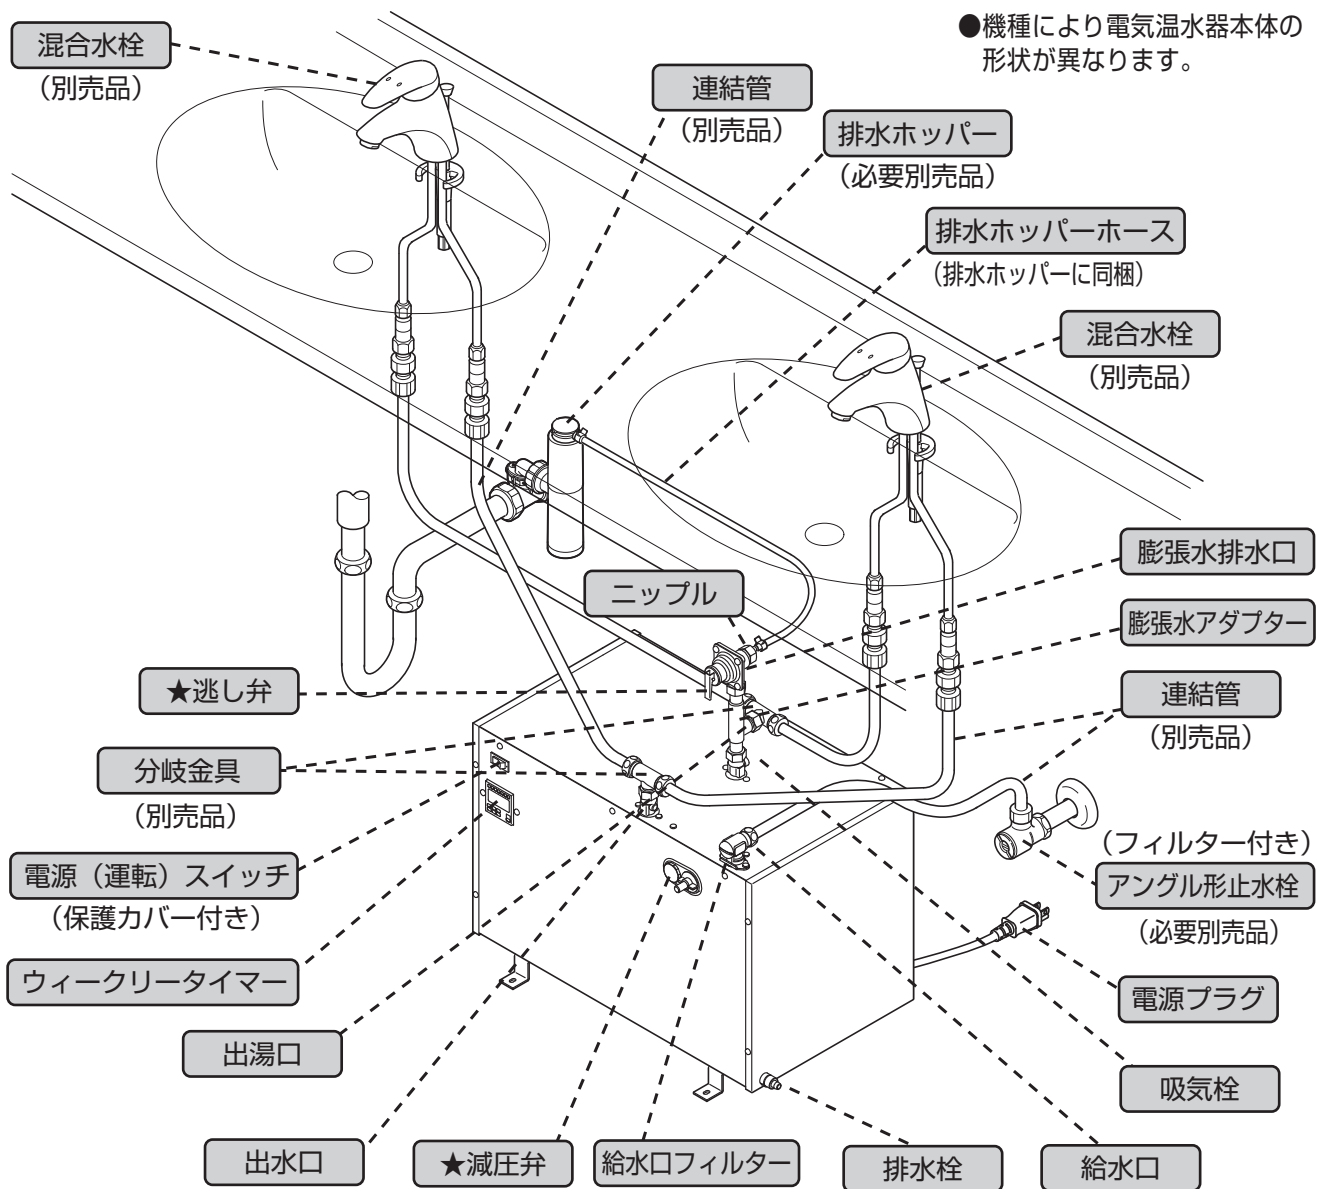 ●機種により電気温水器本体の
形状が異なります。
混合水栓
（別売品）
連結管
（別売品）
排水ホッパー
（必要別売品）
排水ホッパーホース
（排水ホッパーに同梱）
混合水栓
（別売品）
膨張水排水口
ニップル
膨張水アダプター
★逃し弁
連結管
（別売品）
分岐金具
（別売品）
（フィルター付き）
アングル形止水栓
（必要別売品）
電源（運転）スイッチ
（保護カバー付き）
ウィークリータイマー
電源プラグ
出湯口
吸気栓
出水口
★減圧弁
給水口フィルター
排水栓
給水口